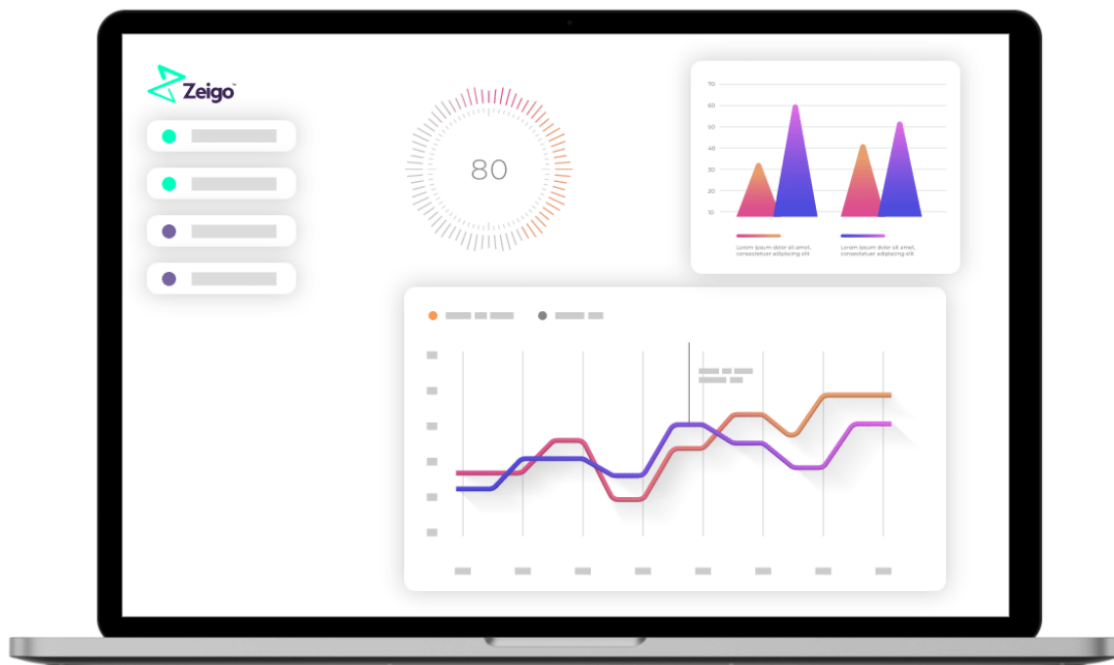 Zeigo™
80
70
60
50
40
30
20
10
Lorem ipsum dolor sit amet,
consectetuer adipiscing elit
Lorem ipsum dolor sit amet,
consectetuer adipiscing elit